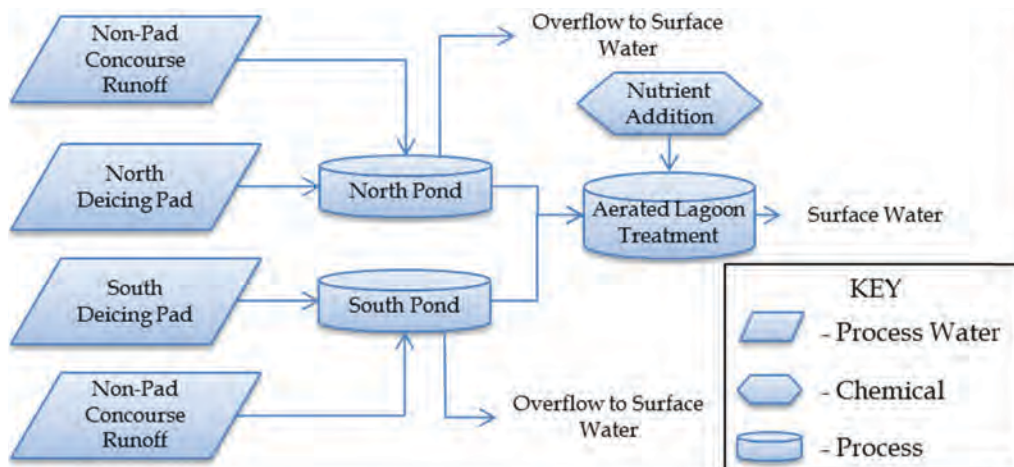 Non-Pad
Concourse
Runoff
Overflow to Surface
Water
Nutrient
Addition
North
Deicing Pad
North Pond
Aerated Lagoon
Treatment
Surface Water
South
Deicing Pad
South Pond
Non-Pad
Concourse
Runoff
Overflow to Surface
Water
KEY
- Process Water
- Chemical
- Process